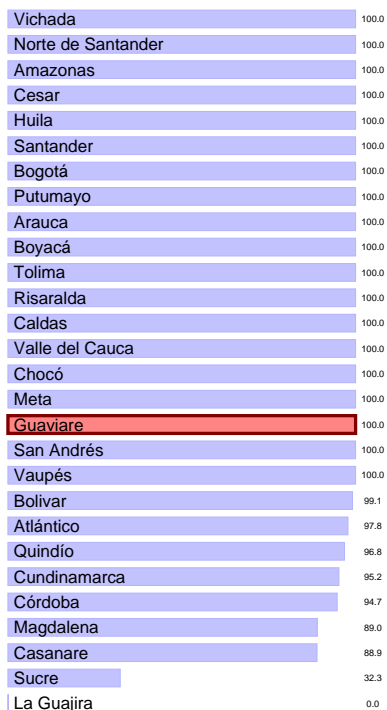 Vichada 100.0
Norte de Santander 100.0
Amazonas 100.0
Cesar 100.0
Huila 100.0
Santander 100.0
Bogotá 100.0
Putumayo 100.0
Arauca 100.0
Boyacá 100.0
Tolima 100.0
Risaralda 100.0
Caldas 100.0
Valle del Cauca 100.0
Chocó 100.0
Meta 100.0
Guaviare 100.0
San Andrés 100.0
Vaupés 100.0
Bolivar 99.1
Atlántico 97.8
Quindío 96.8
Cundinamarca 95.2
Córdoba 94.7
Magdalena 89.0
Casanare 88.9
Sucre 32.3
La Guajira 0.0